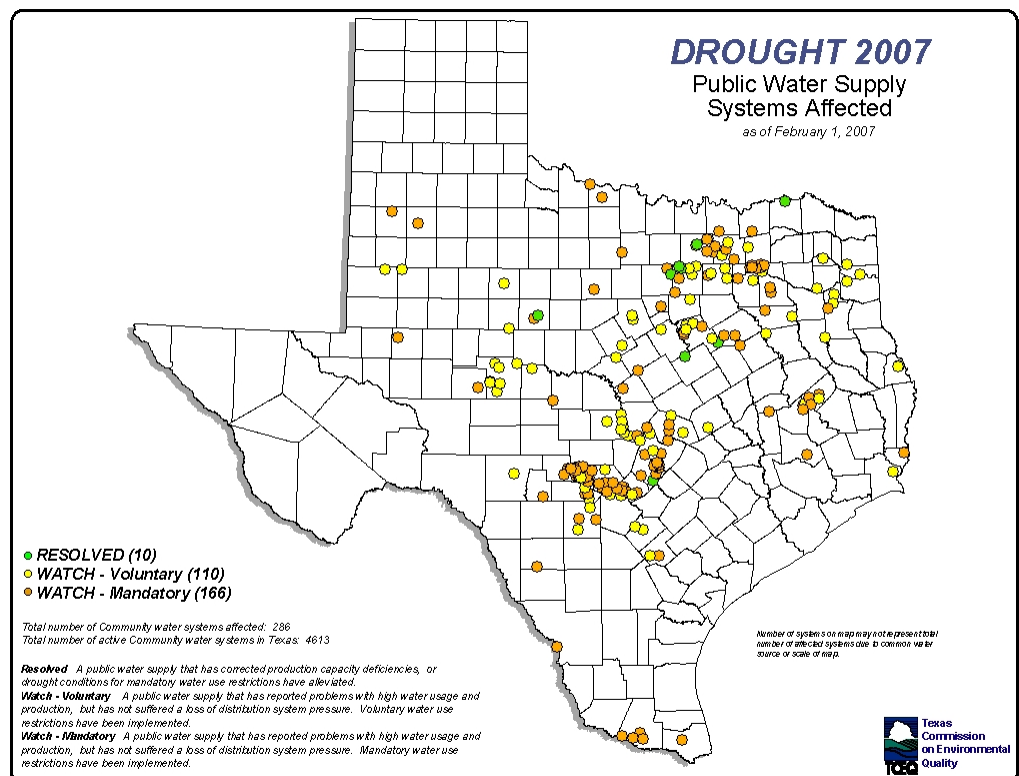 DROUGHT 2007
Public Water Supply
Systems Affected
as of February 1, 2007
RESOLVED (10)
WATCH - Voluntary (110)
WATCH - Mandatory (166)
Total number of Community water systems affected: 286
Total number of active Community water systems in Texas: 4613
Resolved A public water supply that has corrected production capacity deficiencies, or
drought conditions for mandatory water use restrictions have alleviated.
Watch - Voluntary A public water supply that has reported problems with high water usage and
production, but has not suffered a loss of distribution system pressure. Voluntary water use
restrictions have been implemented.
Watch - Mandatory A public water supply that has reported problems with high water usage and
production, but has not suffered a loss of distribution system pressure. Mandatory water use
restrictions have been implemented.
Number of systems on map may not represent total
number of affected systems due to common water
source or scale of map.
Texas
Commission
on Environmental
Quality
TCEQ